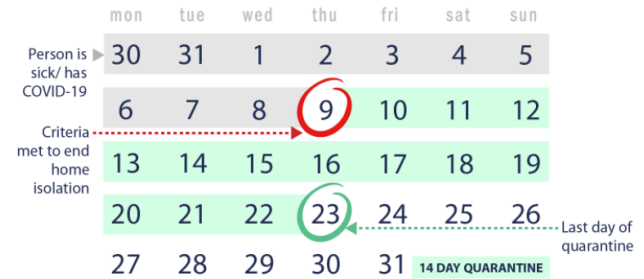 mon tue wed thu fri sat sun
Person is
sick/ has
COVID-19
30 31 1 2 3 4 5
6 7 8 9 10 11 12
Criteria
met to end
home
isolation
13 14 15 16 17 18 19
20 21 22 23 24 25 26
Last day of
quarantine
27 28 29 30 31 14 DAY QUARANTINE